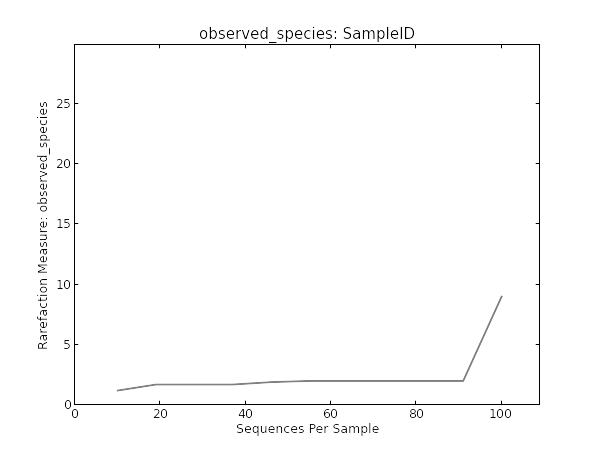 observed_species: SampleID
Rarefaction Measure: observed_species
25
20
15
10
5
0
0 20 40 60 80 100
Sequences Per Sample